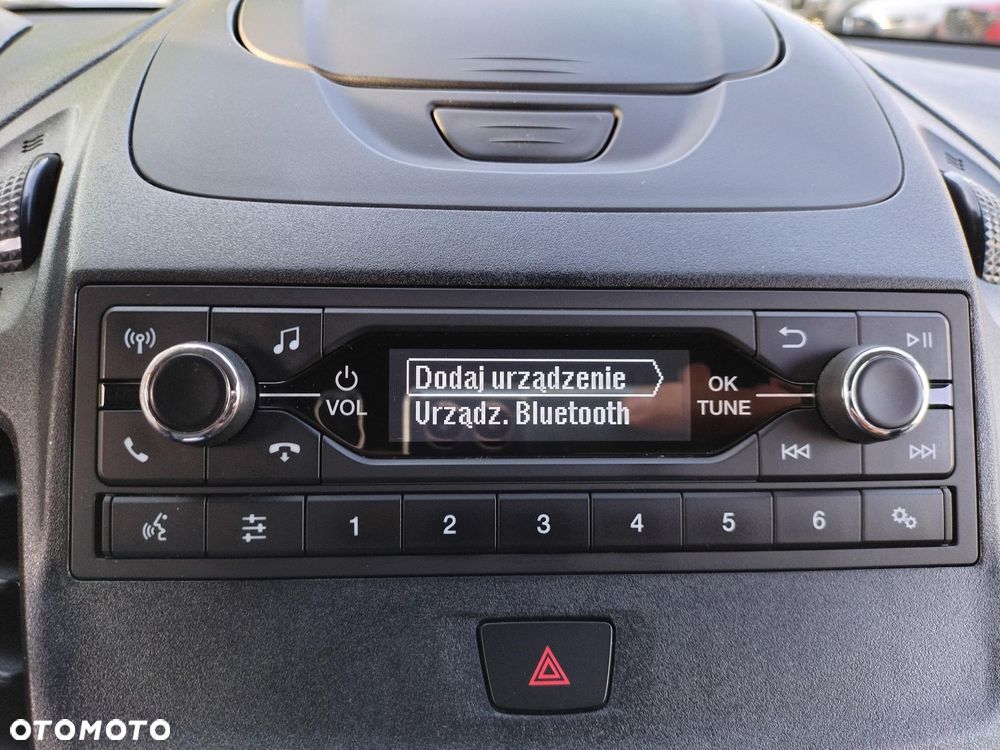 Dodaj urządzenie
Urządz. Bluetooth
VOL
OK
TUNE
1 2 3 4 5 6
OTOMOTO